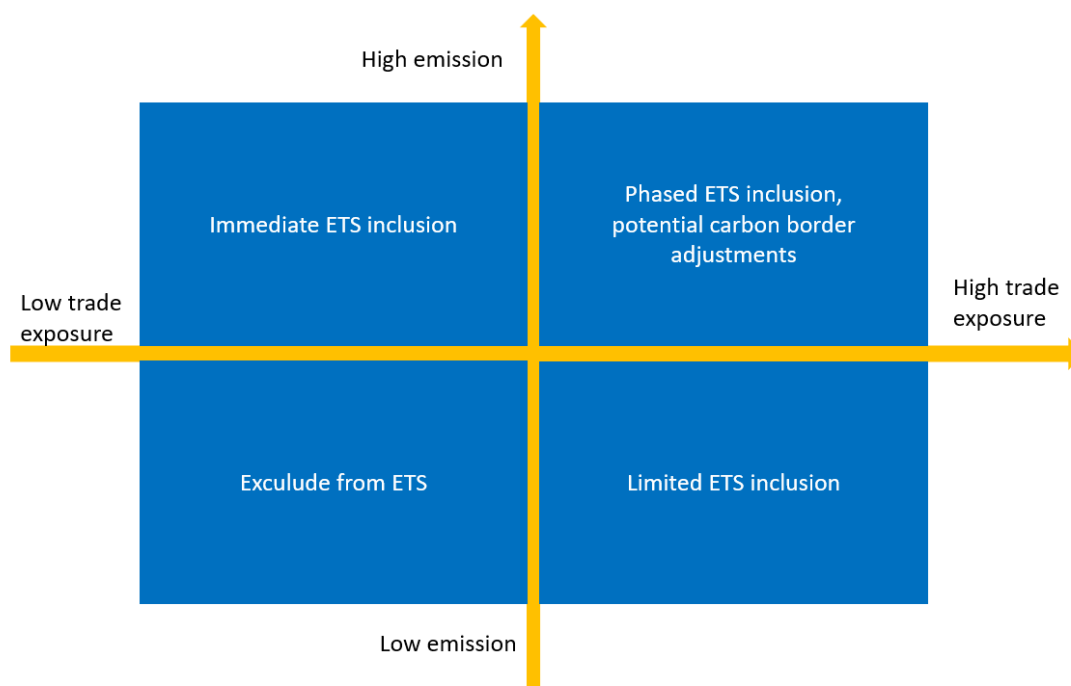 High emission
Immediate ETS inclusion
Phased ETS inclusion,
potential carbon border
adjustments
Low trade
exposure
High trade
exposure
Exculude from ETS
Limited ETS inclusion
Low emission